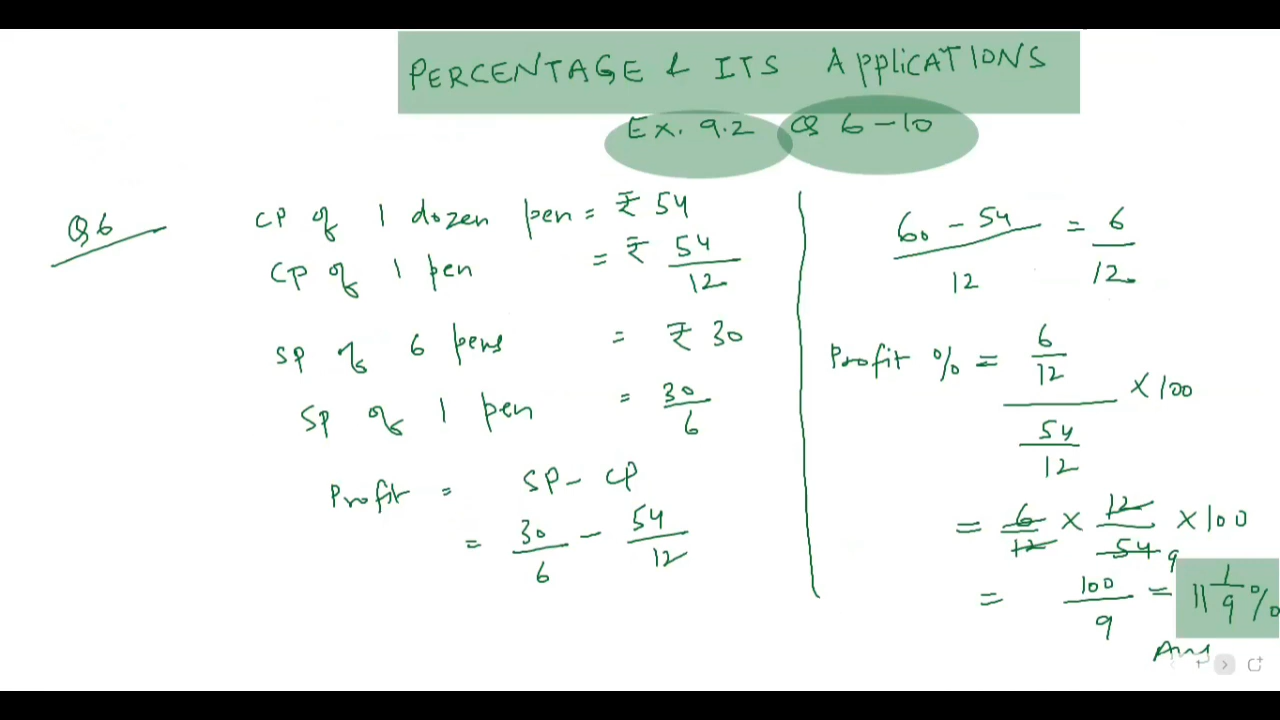 PERCENTAGE & ITS APPLICATIONS
Ex. 9.2 Q 6-10
Q6
CP of 1 dozen pen = ₹ 54
CP of 1 pen = ₹ 54/12
SP of 6 pens = ₹ 30
SP of 1 pen = 30/6
Profit = SP - CP
= 30/6 - 54/12
60 - 54/12 = 6/12
Profit % = 6/12 / 54/12 × 100
= 6/12 × 12/54 9 × 100
= 100/9 = 11 1/9 %
Ans